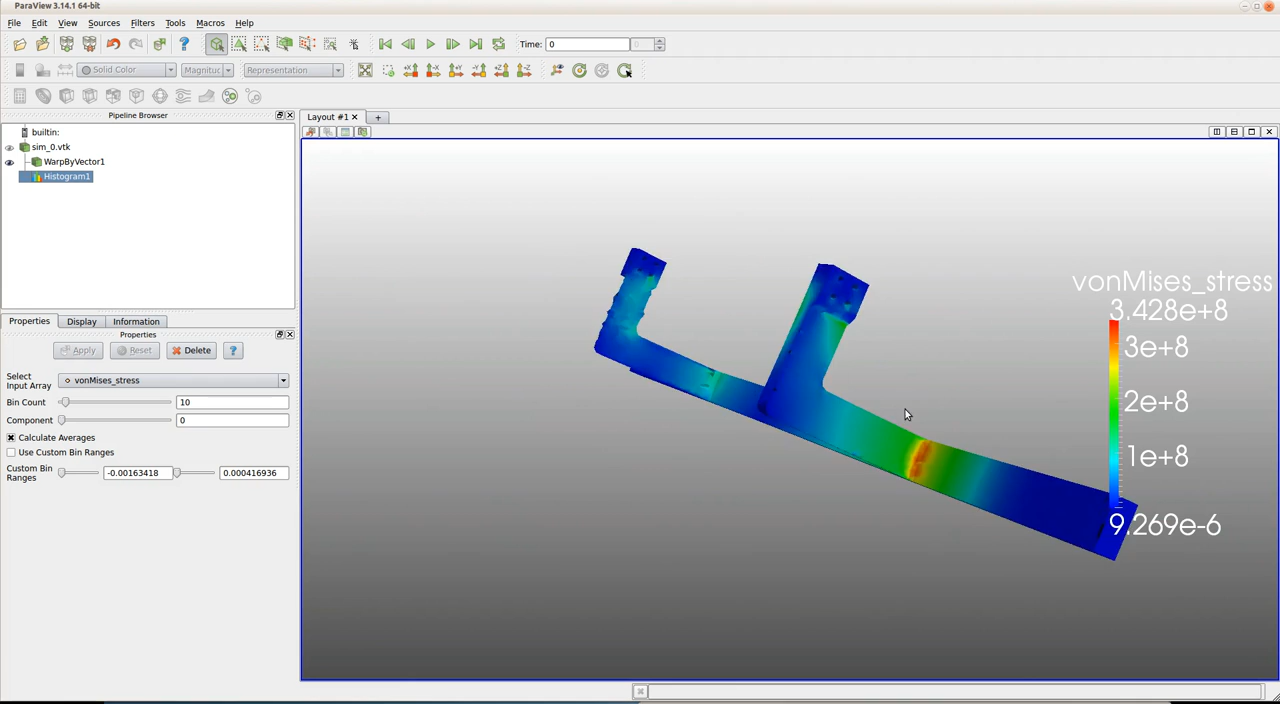 ParaView 3.14.1 64-bit
File Edit View Sources Filters Tools Macros Help
Time: 0 0
Solid Color Magnituc Representation
+X -X +Y -Y +Z -Z
Pipeline Browser
Layout #1
builtin:
sim_0.vtk
WarpByVector1
Histogram1
vonMises_stress
3.428e+8
3e+8
2e+8
1e+8
9.269e-6
Properties Display Information
Properties
Apply Reset Delete ?
Select Input Array vonMises_stress
Bin Count 10
Component 0
Calculate Averages
Use Custom Bin Ranges
Custom Bin Ranges -0.00163418 0.000416936